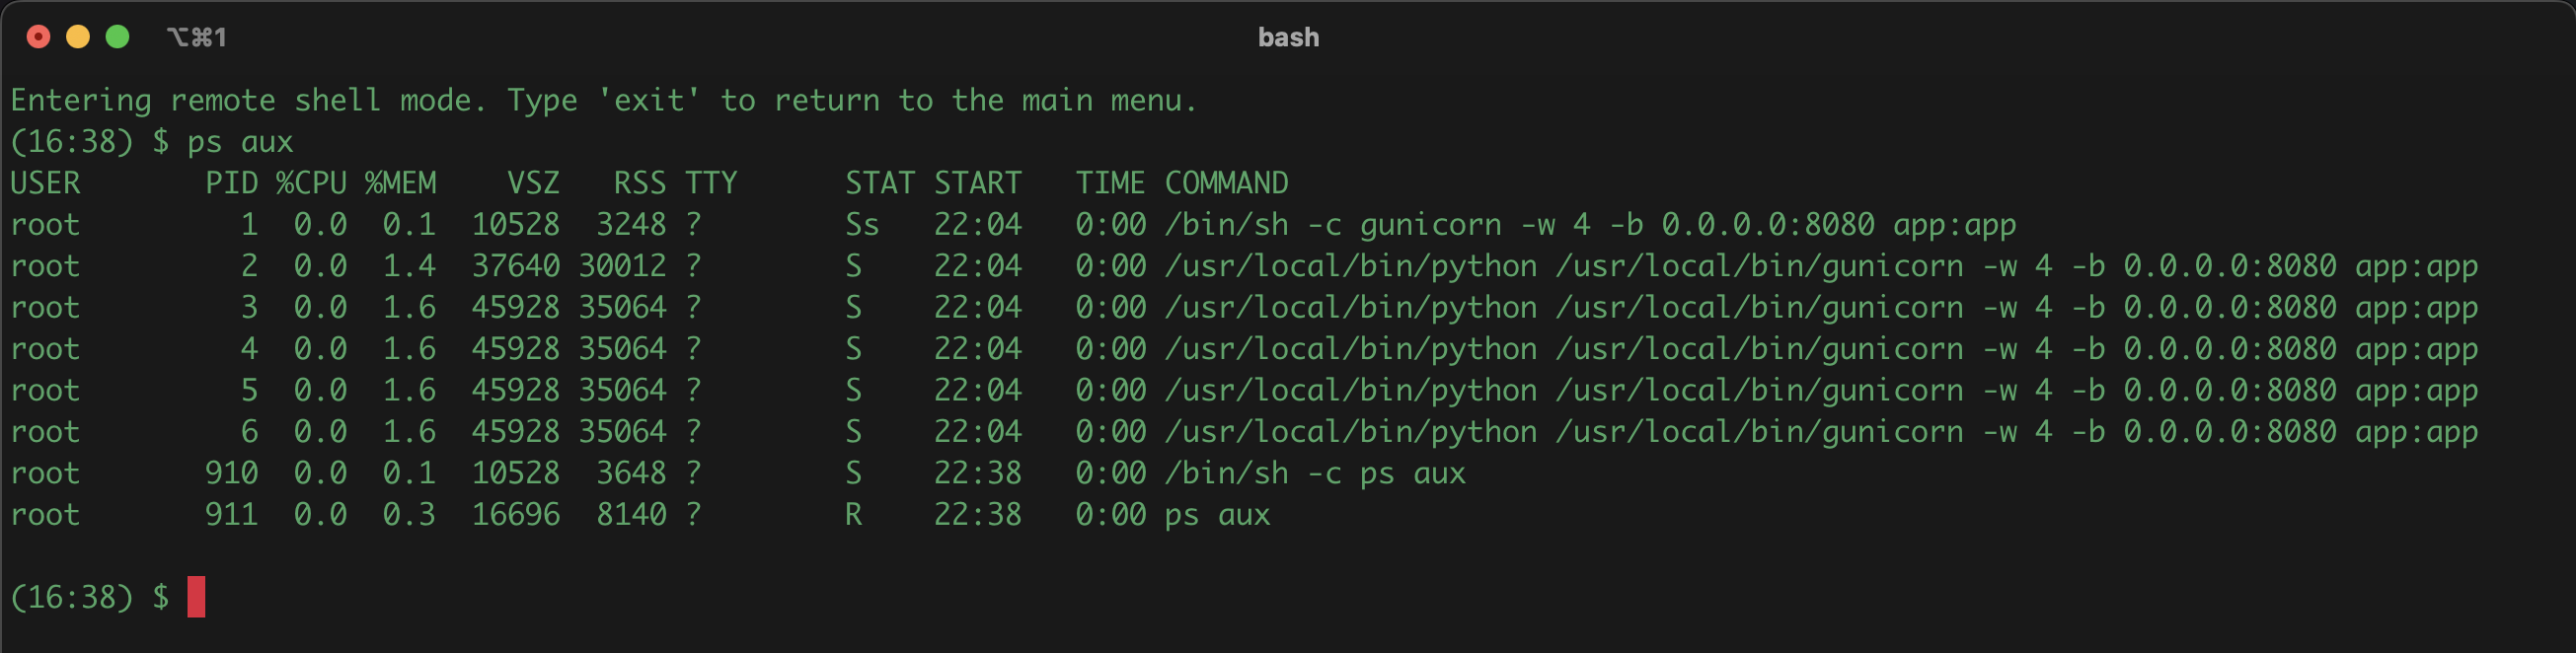 ⌥⌘1
bash
Entering remote shell mode. Type 'exit' to return to the main menu.
(16:38) $ ps aux
USER       PID %CPU %MEM    VSZ   RSS TTY      STAT START   TIME COMMAND
root         1  0.0  0.1  10528  3248 ?        Ss   22:04   0:00 /bin/sh -c gunicorn -w 4 -b 0.0.0.0:8080 app:app
root         2  0.0  1.4  37640 30012 ?        S    22:04   0:00 /usr/local/bin/python /usr/local/bin/gunicorn -w 4 -b 0.0.0.0:8080 app:app
root         3  0.0  1.6  45928 35064 ?        S    22:04   0:00 /usr/local/bin/python /usr/local/bin/gunicorn -w 4 -b 0.0.0.0:8080 app:app
root         4  0.0  1.6  45928 35064 ?        S    22:04   0:00 /usr/local/bin/python /usr/local/bin/gunicorn -w 4 -b 0.0.0.0:8080 app:app
root         5  0.0  1.6  45928 35064 ?        S    22:04   0:00 /usr/local/bin/python /usr/local/bin/gunicorn -w 4 -b 0.0.0.0:8080 app:app
root         6  0.0  1.6  45928 35064 ?        S    22:04   0:00 /usr/local/bin/python /usr/local/bin/gunicorn -w 4 -b 0.0.0.0:8080 app:app
root       910  0.0  0.1  10528  3648 ?        S    22:38   0:00 /bin/sh -c ps aux
root       911  0.0  0.3  16696  8140 ?        R    22:38   0:00 ps aux
(16:38) $